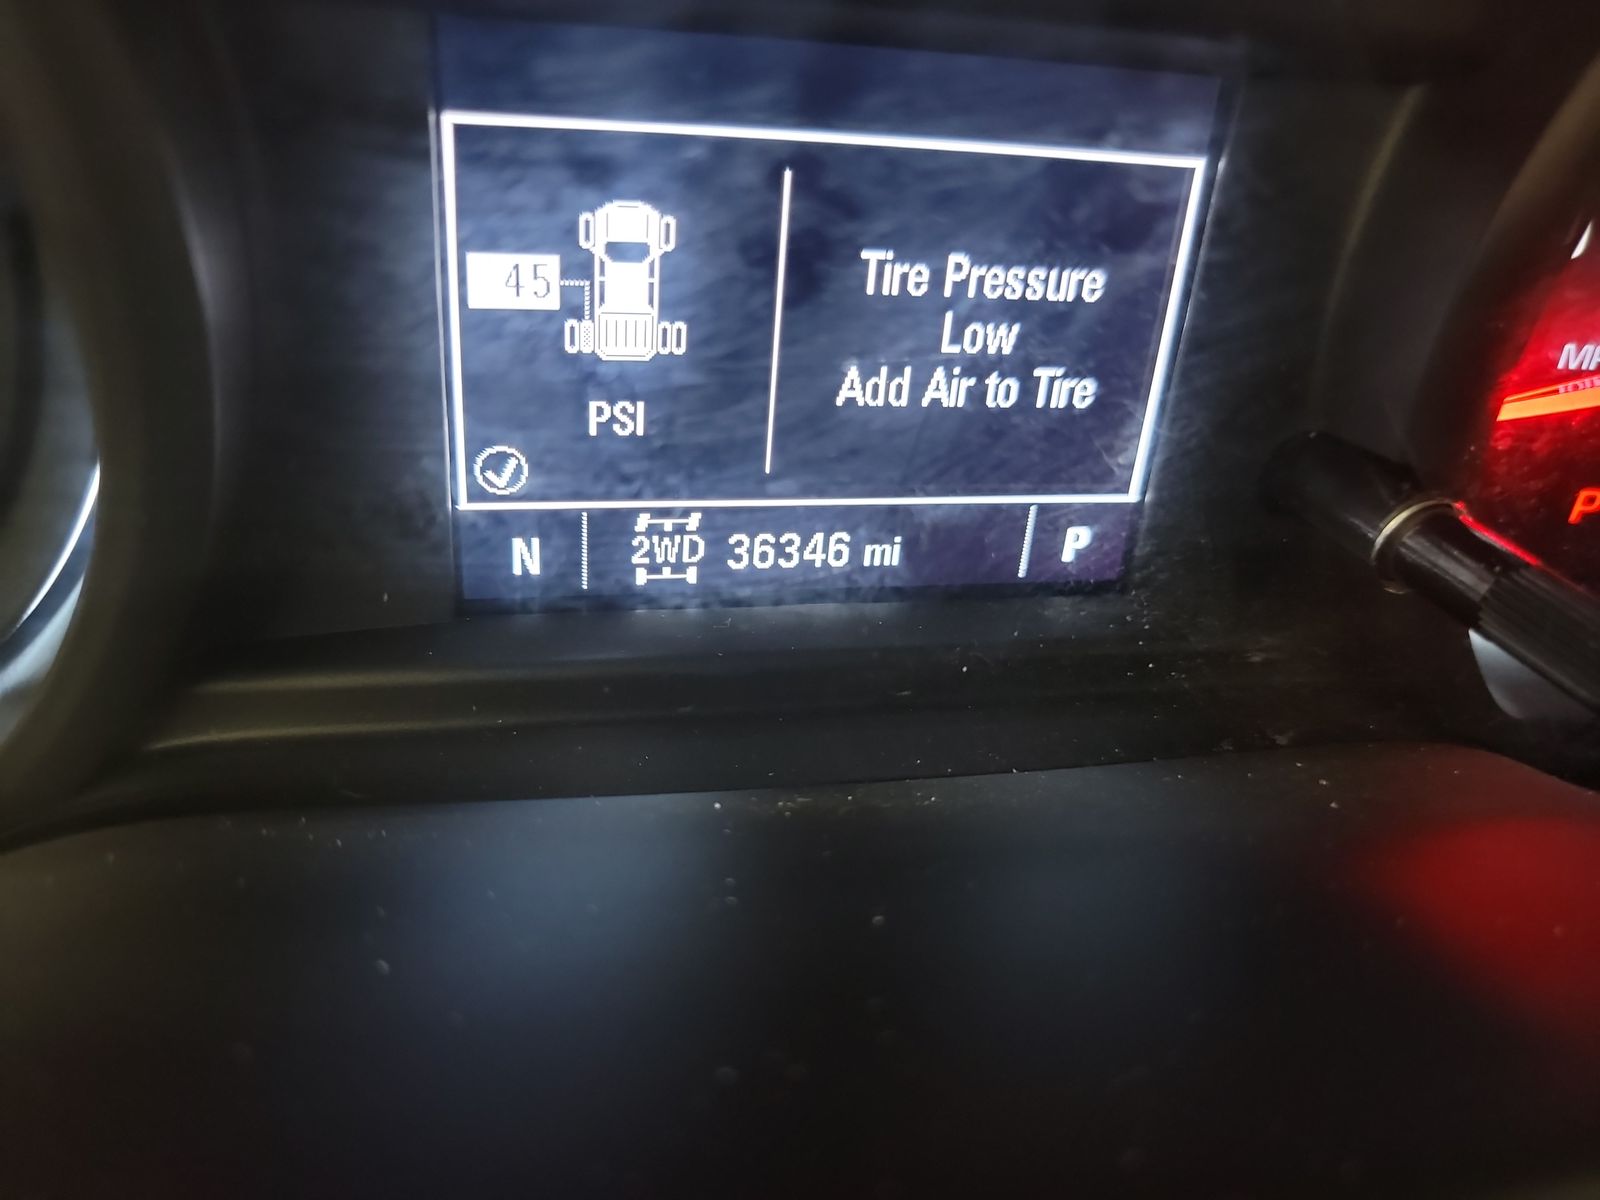 45
PSI
Tire Pressure
Low
Add Air to Tire
N
2WD
36346 mi
P